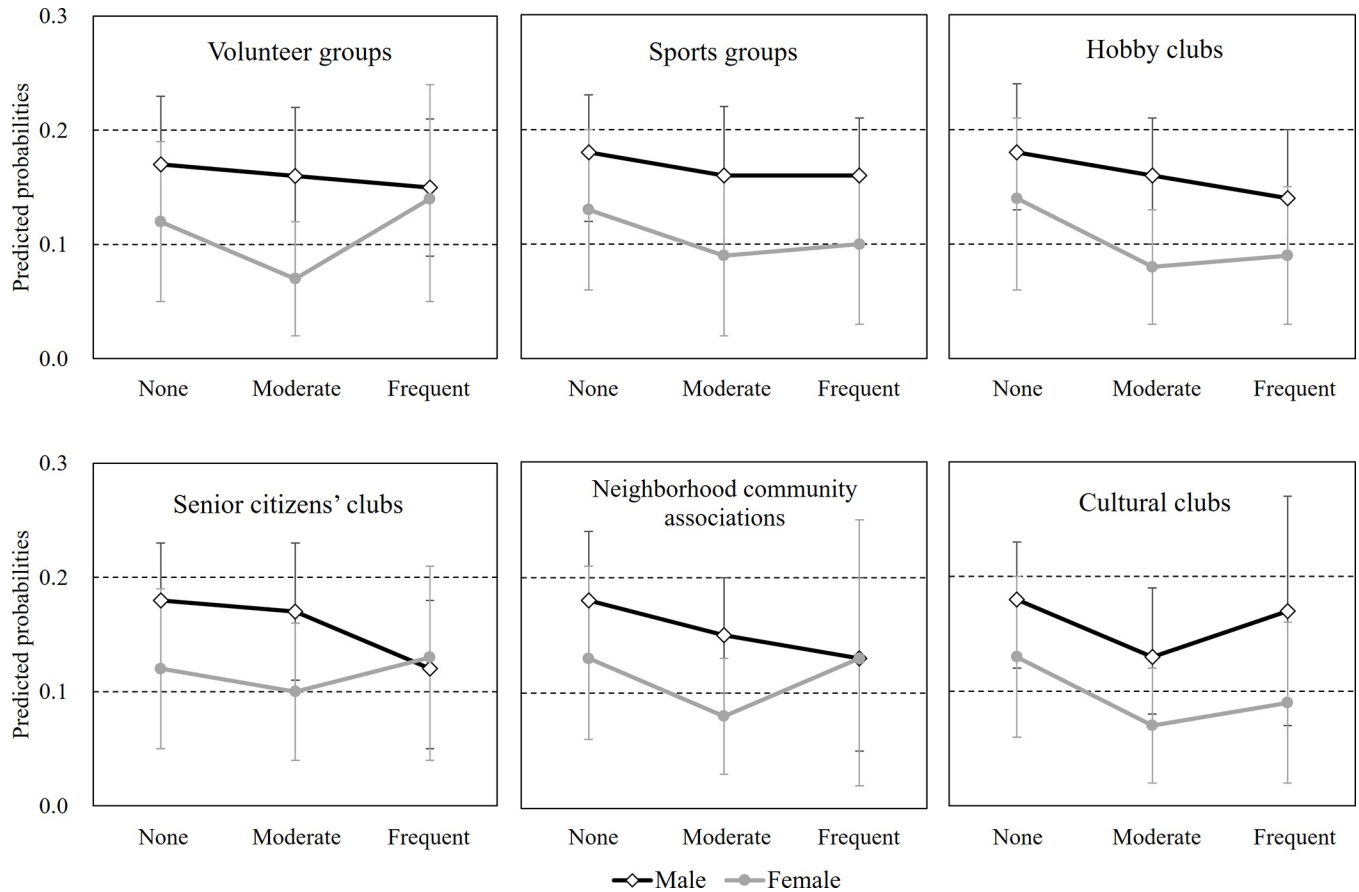 0.3
0.2
0.1
0.0
Predicted probabilities
Volunteer groups
None Moderate Frequent
Sports groups
None Moderate Frequent
Hobby clubs
None Moderate Frequent
0.3
0.2
0.1
0.0
Predicted probabilities
Senior citizens’ clubs
None Moderate Frequent
Neighborhood community
associations
None Moderate Frequent
Cultural clubs
None Moderate Frequent
Male Female